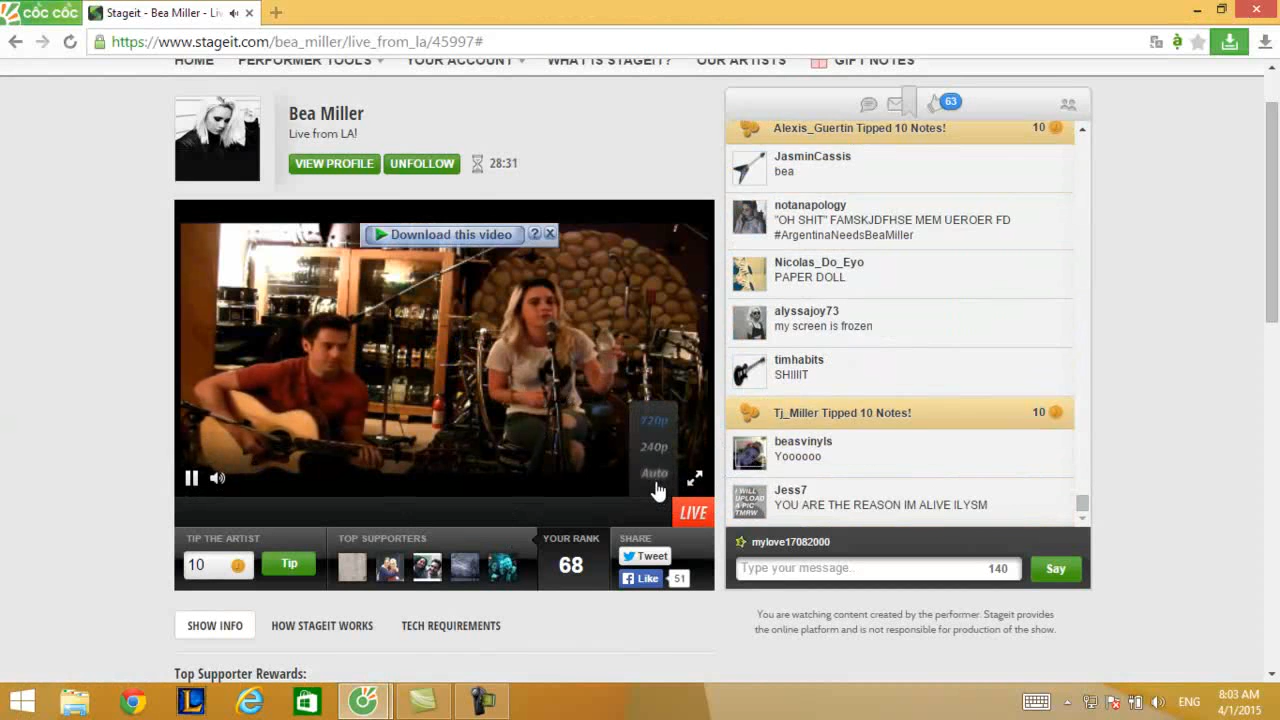 cốc cốc
Stageit - Bea Miller - Liv
https://www.stageit.com/bea_miller/live_from_la/45997#
HOME PERFORMER TOOLS YOUR ACCOUNT WHAT IS STAGEIT? OUR ARTISTS GIFT NOTES
Bea Miller
Live from LA!
VIEW PROFILE UNFOLLOW 28:31
Download this video ?
720p
240p
Auto
LIVE
TIP THE ARTIST TOP SUPPORTERS YOUR RANK SHARE
10 Tip 68 Tweet
Like 51
SHOW INFO HOW STAGEIT WORKS TECH REQUIREMENTS
Top Supporter Rewards:
63
Alexis_Guertin Tipped 10 Notes! 10
JasminCassis
bea
notanapology
"OH SHIT" FAMSKJDFHSE MEM UEROER FD
#ArgentinaNeedsBeaMiller
Nicolas_Do_Eyo
PAPER DOLL
alyssajoy73
my screen is frozen
timhabits
SHIIIIT
Tj_Miller Tipped 10 Notes! 10
beasvinyls
Yoooooo
I WILL
UPLOAD
A PIC
TMRW
Jess7
YOU ARE THE REASON IM ALIVE ILYSM
mylove17082000
Type your message.. 140 Say
You are watching content created by the performer. Stageit provides
the online platform and is not responsible for production of the show.
ENG
8:03 AM
4/1/2015